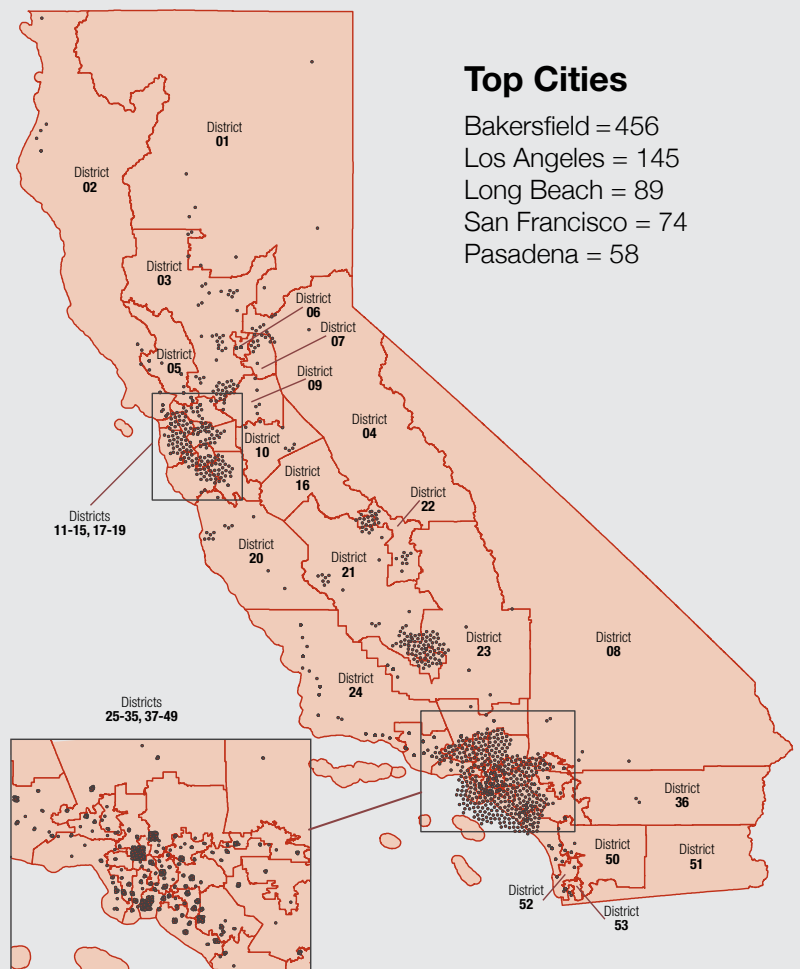 Top Cities
Bakersfield = 456
Los Angeles = 145
Long Beach = 89
San Francisco = 74
Pasadena = 58
District
01
District
02
District
03
District
06
District
07
District
05
District
09
District
04
District
10
District
16
District
22
Districts
11-15, 17-19
District
20
District
21
District
23
District
08
District
24
Districts
25-35, 37-49
District
36
District
50
District
51
District
52
District
53